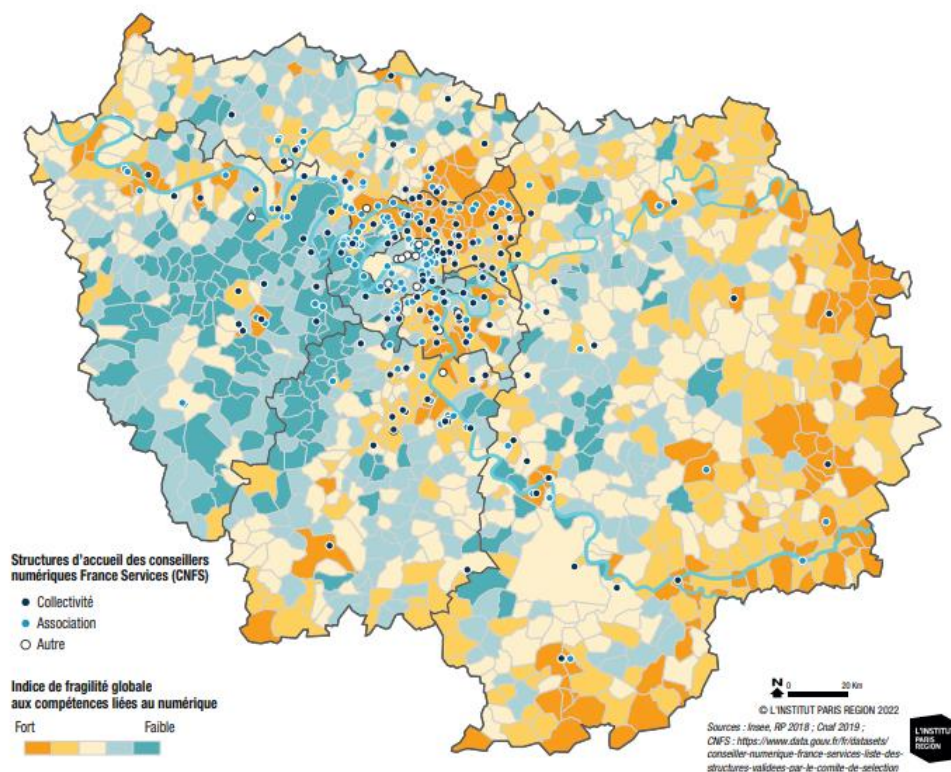 Structures d'accueil des conseillers
numériques France Services (CNFS)
Collectivité
Association
Autre
Indice de fragilité globale
aux compétences liées au numérique
Fort Faible
N 0 20 Km
© L'INSTITUT PARIS REGION 2022
Sources : Insee, RP 2018 ; Cnaf 2019 ;
CNFS : https://www.data.gouv.fr/fr/datasets/
conseiller-numerique-france-services-liste-des-
structures-validees-par-le-comite-de-selection
L'INSTITUT
PARIS
REGION